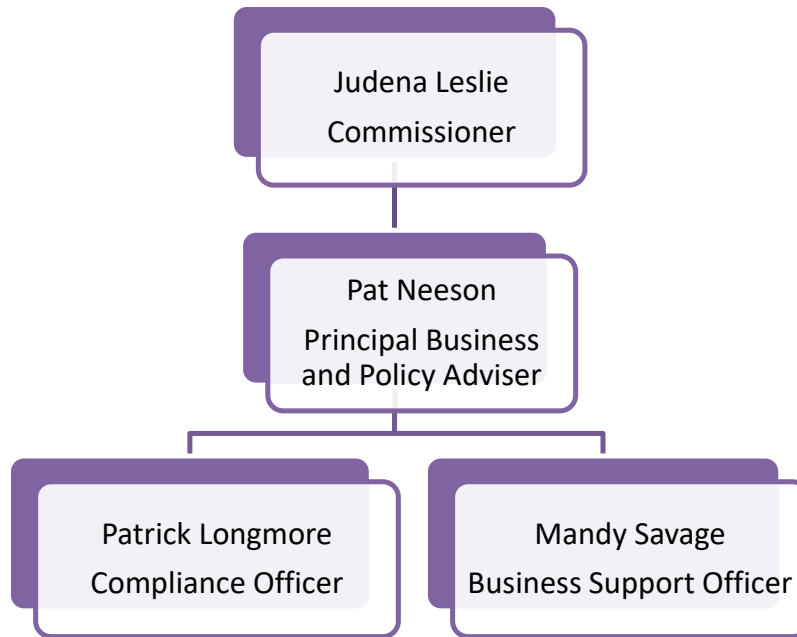 Judena Leslie
Commissioner
Pat Neeson
Principal Business
and Policy Adviser
Patrick Longmore
Compliance Officer
Mandy Savage
Business Support Officer